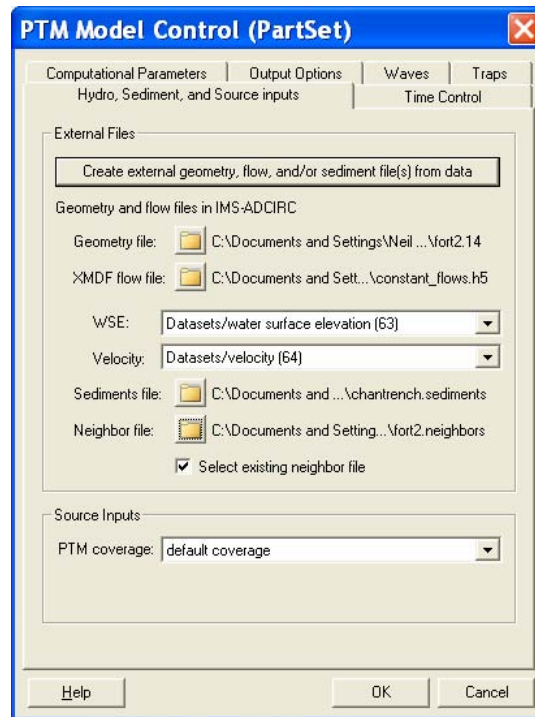 PTM Model Control (PartSet)
Computational Parameters Output Options Waves Traps
Hydro, Sediment, and Source inputs Time Control
External Files
Create external geometry, flow, and/or sediment file(s) from data
Geometry and flow files in IMS-ADCIRC
Geometry file: C:\Documents and Settings\Neil ...\fort2.14
XMDF flow file: C:\Documents and Sett...\constant_flows.h5
WSE: Datasets/water surface elevation (63)
Velocity: Datasets/velocity (64)
Sediments file: C:\Documents and ...\chantrench.sediments
Neighbor file: C:\Documents and Setting...\fort2.neighbors
Select existing neighbor file
Source Inputs
PTM coverage: default coverage
Help OK Cancel